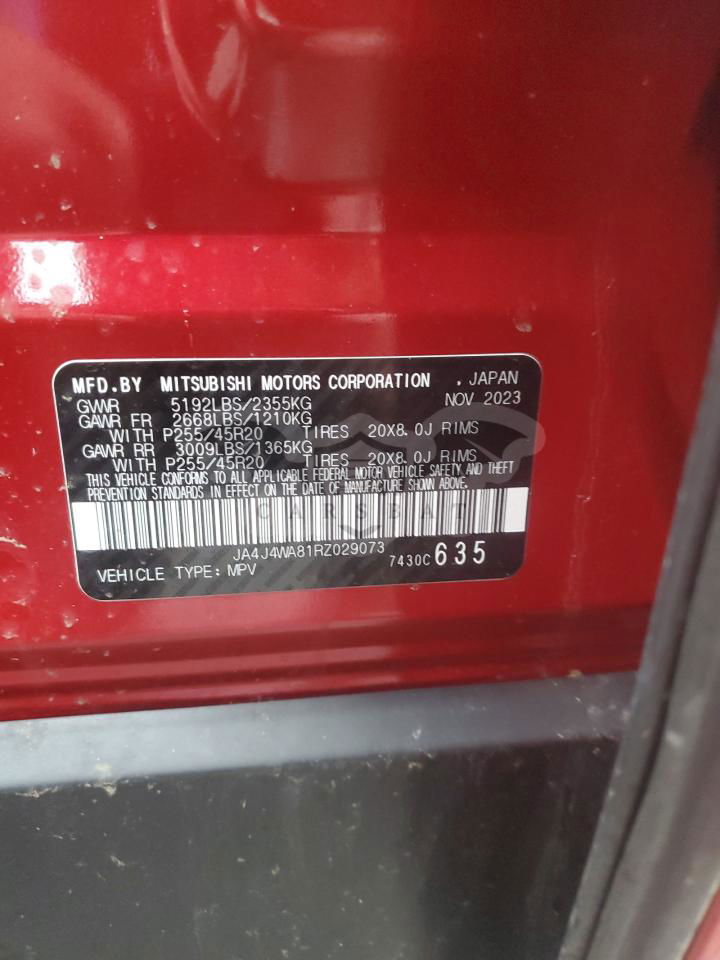 MFD.BY MITSUBISHI MOTORS CORPORATION . JAPAN
GVWR 5192LBS/2355KG NOV 2023
GAWR FR 2668LBS/1210KG
WITH P255/45R20 TIRES 20X8.0J RIMS
GAWR RR 3009LBS/1365KG
WITH P255/45R20 TIRES 20X8.0J RIMS
THIS VEHICLE CONFORMS TO ALL APPLICABLE FEDERAL MOTOR VEHICLE SAFETY AND THEFT
PREVENTION STANDARDS IN EFFECT ON THE DATE OF MANUFACTURE SHOWN ABOVE.
CARSBAT
JA4J4WA81RZ029073 7430C 635
VEHICLE TYPE: MPV